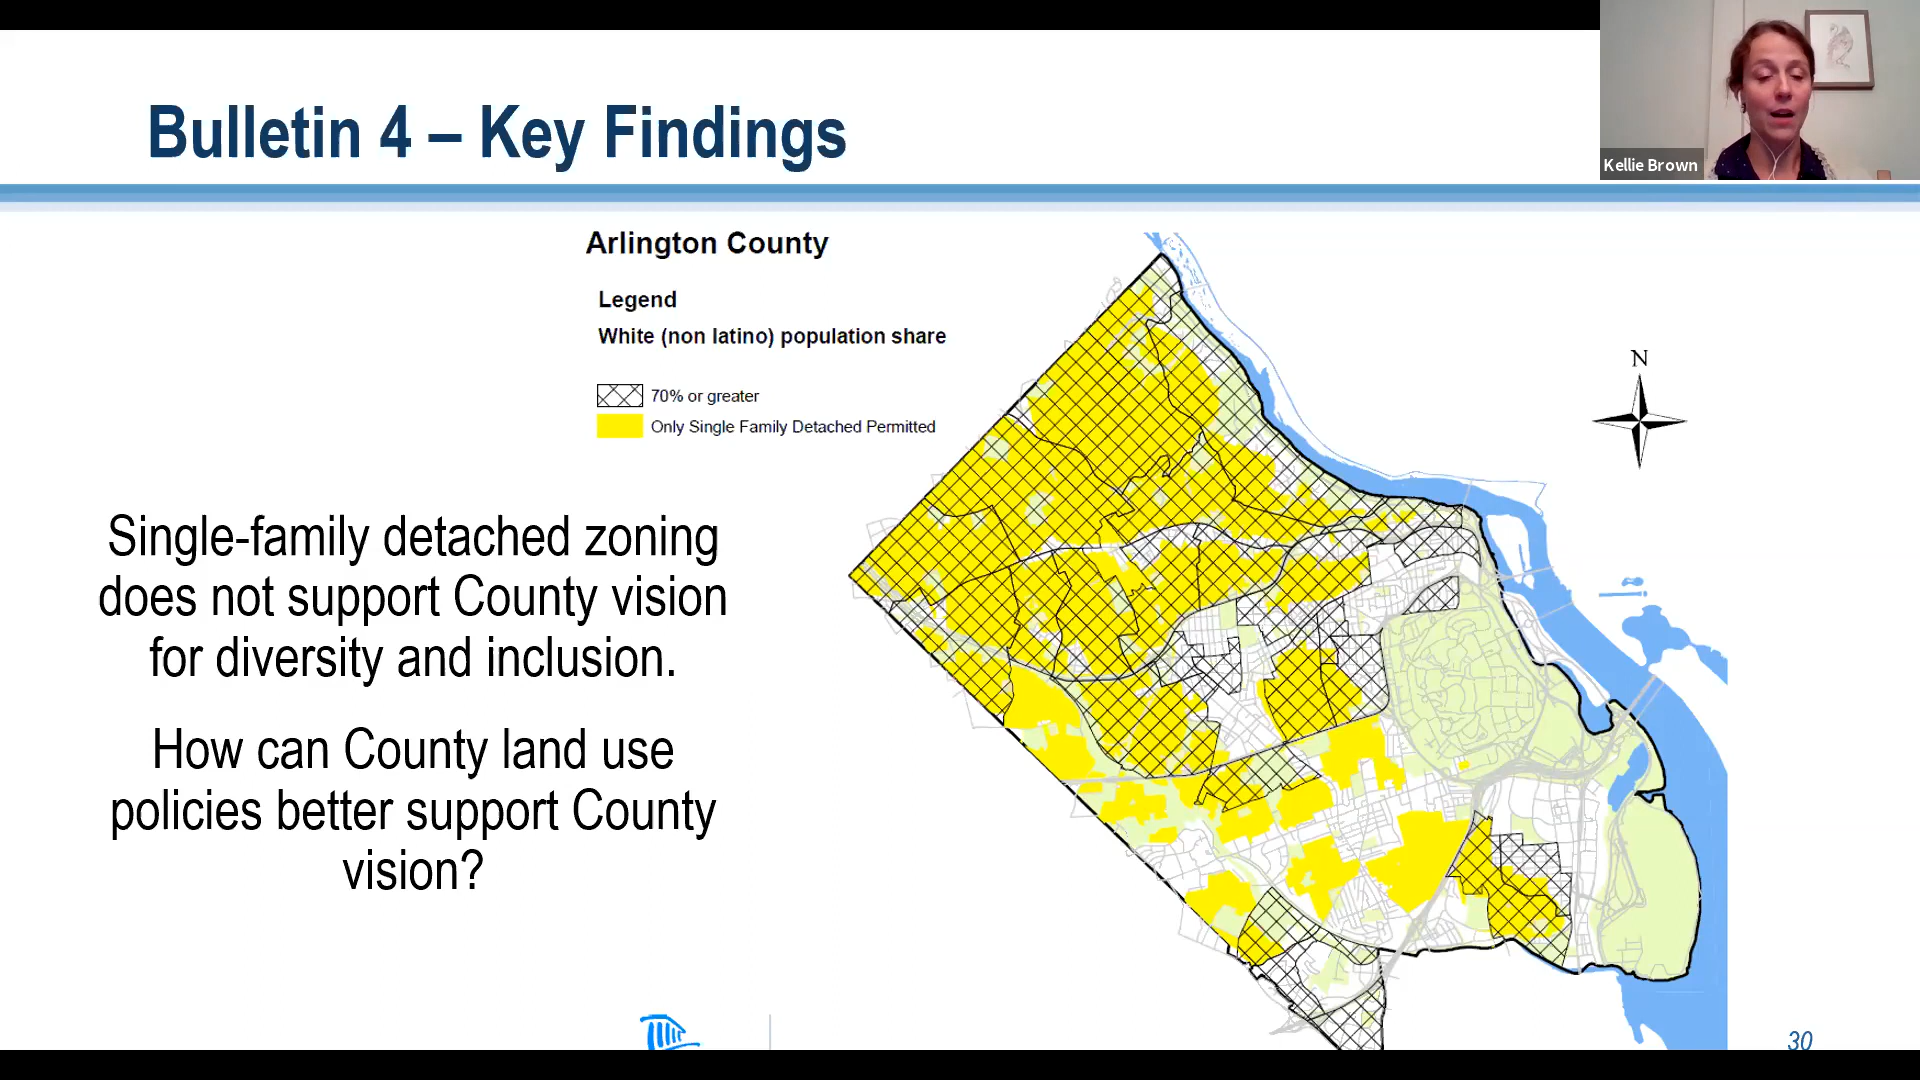 Bulletin 4 – Key Findings
Kellie Brown
Arlington County
Legend
White (non latino) population share
70% or greater
Only Single Family Detached Permitted
N
Single-family detached zoning
does not support County vision
for diversity and inclusion.
How can County land use
policies better support County
vision?
30